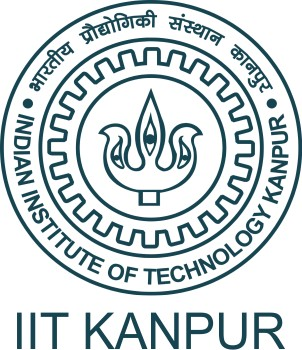 भारतीय प्रौद्योगिकी संस्थान कानपुर
INDIAN INSTITUTE OF TECHNOLOGY KANPUR
IIT KANPUR